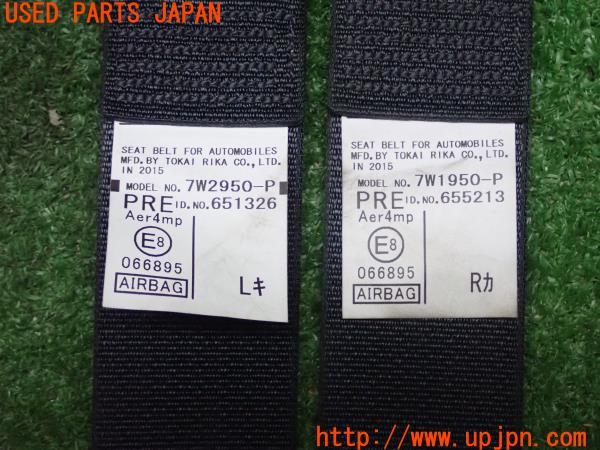 USED PARTS JAPAN
SEAT BELT FOR AUTOMOBILES
MFD.BY TOKAI RIKA CO., LTD.
IN 2015
MODEL NO. 7W2950-P
PRE ID.NO.651326
Aer4mp
E8
066895
AIRBAG
Lキ
SEAT BELT FOR AUTOMOBILES
MFD.BY TOKAI RIKA CO., LTD.
IN 2015
MODEL NO. 7W1950-P
PRE ID.NO.655213
Aer4mp
E8
066895
AIRBAG
Rカ
http://www.upjpn.com/